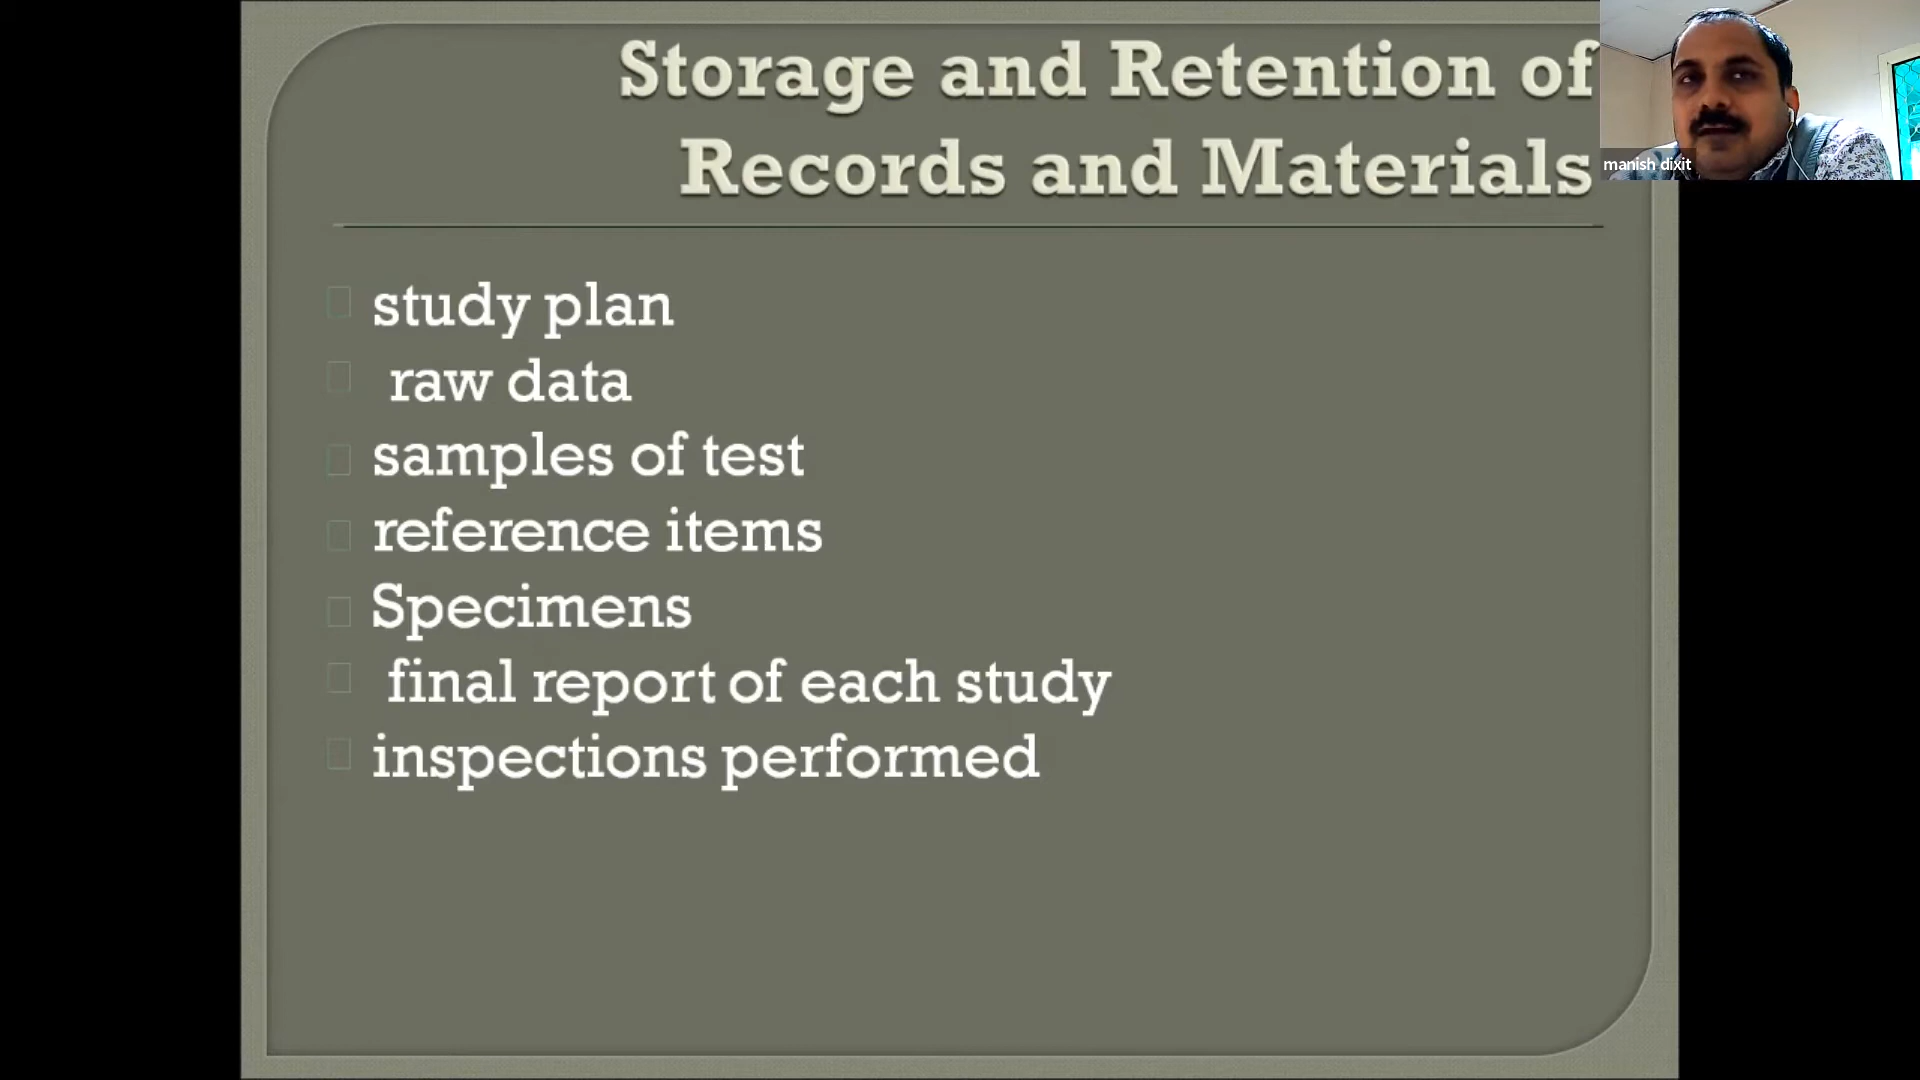 Storage and Retention of
Records and Materials
manish dixit
study plan
raw data
samples of test
reference items
Specimens
final report of each study
inspections performed